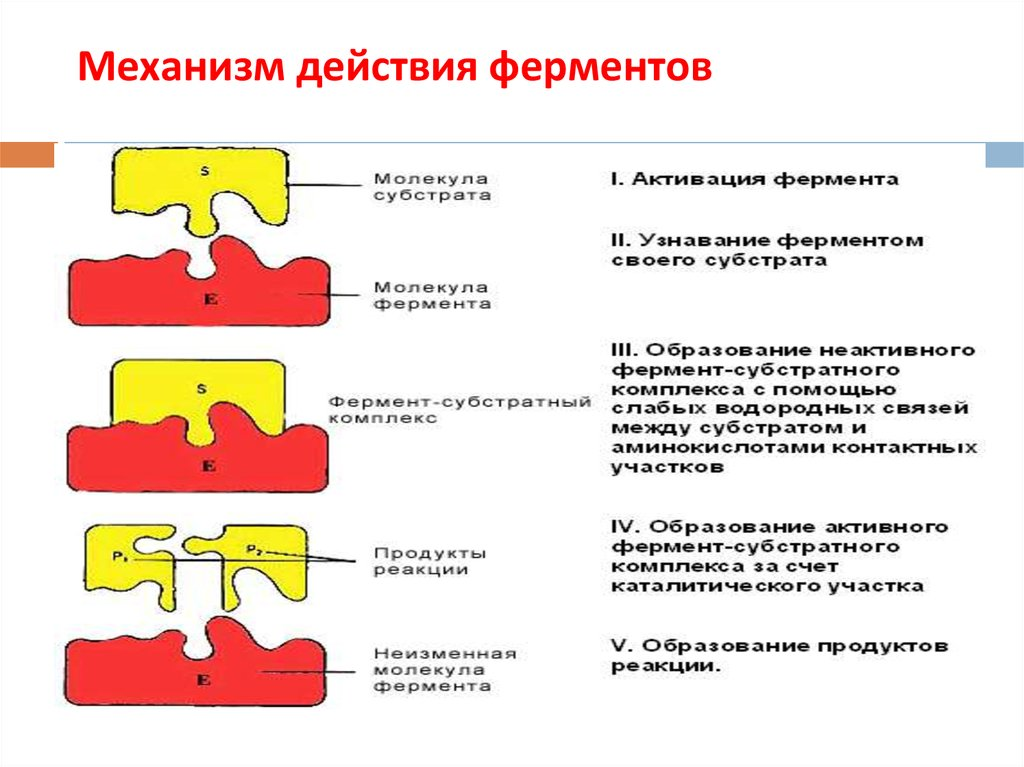 Механизм действия ферментов
S
Молекула
субстрата
E
Молекула
фермента
S
Фермент-субстратный
комплекс
E
P₁
P₂
Продукты
реакции
E
Неизменная
молекула
фермента
I. Активация фермента
II. Узнавание ферментом
своего субстрата
III. Образование неактивного
фермент-субстратного
комплекса с помощью
слабых водородных связей
между субстратом и
аминокислотами контактных
участков
IV. Образование активного
фермент-субстратного
комплекса за счет
каталитического участка
V. Образование продуктов
реакции.